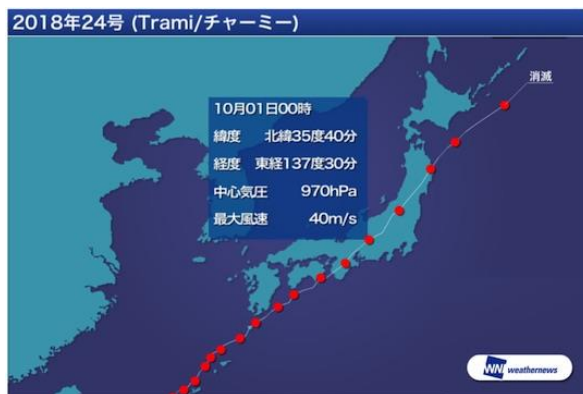 2018年24号 (Trami/チャーミー)
消滅
10月01日00時
緯度 北緯35度40分
経度 東経137度30分
中心気圧 970hPa
最大風速 40m/s
WNI weathernews